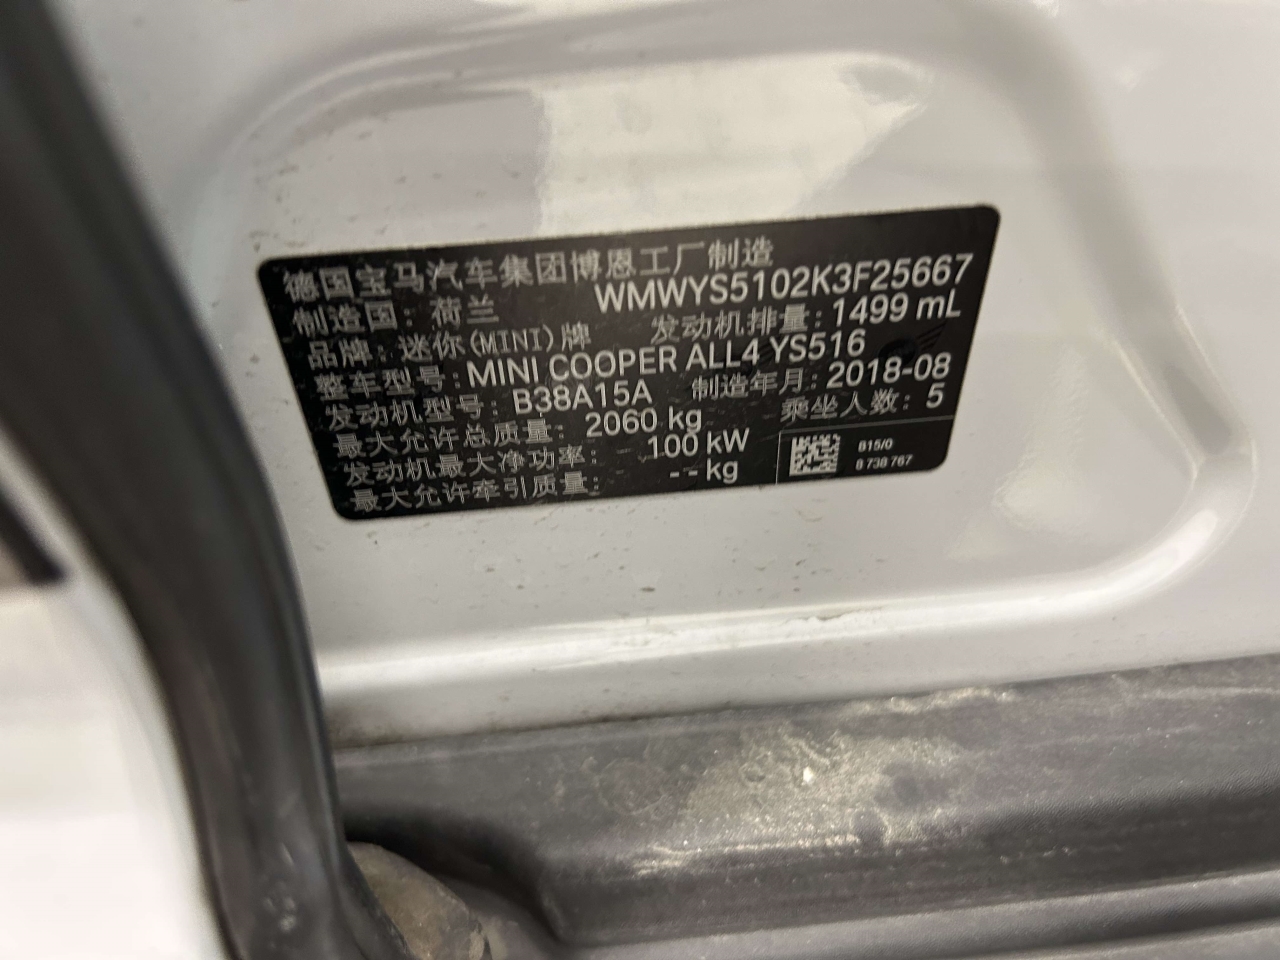 德国宝马汽车集团博恩工厂制造
制造国：荷兰 WMWYS5102K3F25667
品牌：迷你(MINI)牌 发动机排量：1499 mL
整车型号：MINI COOPER ALL4 YS516
发动机型号：B38A15A 制造年月：2018-08
最大允许总质量：2060 kg 乘坐人数：5
发动机最大净功率：100 kW
最大允许牵引质量：-- kg
B15/0
8 738 767